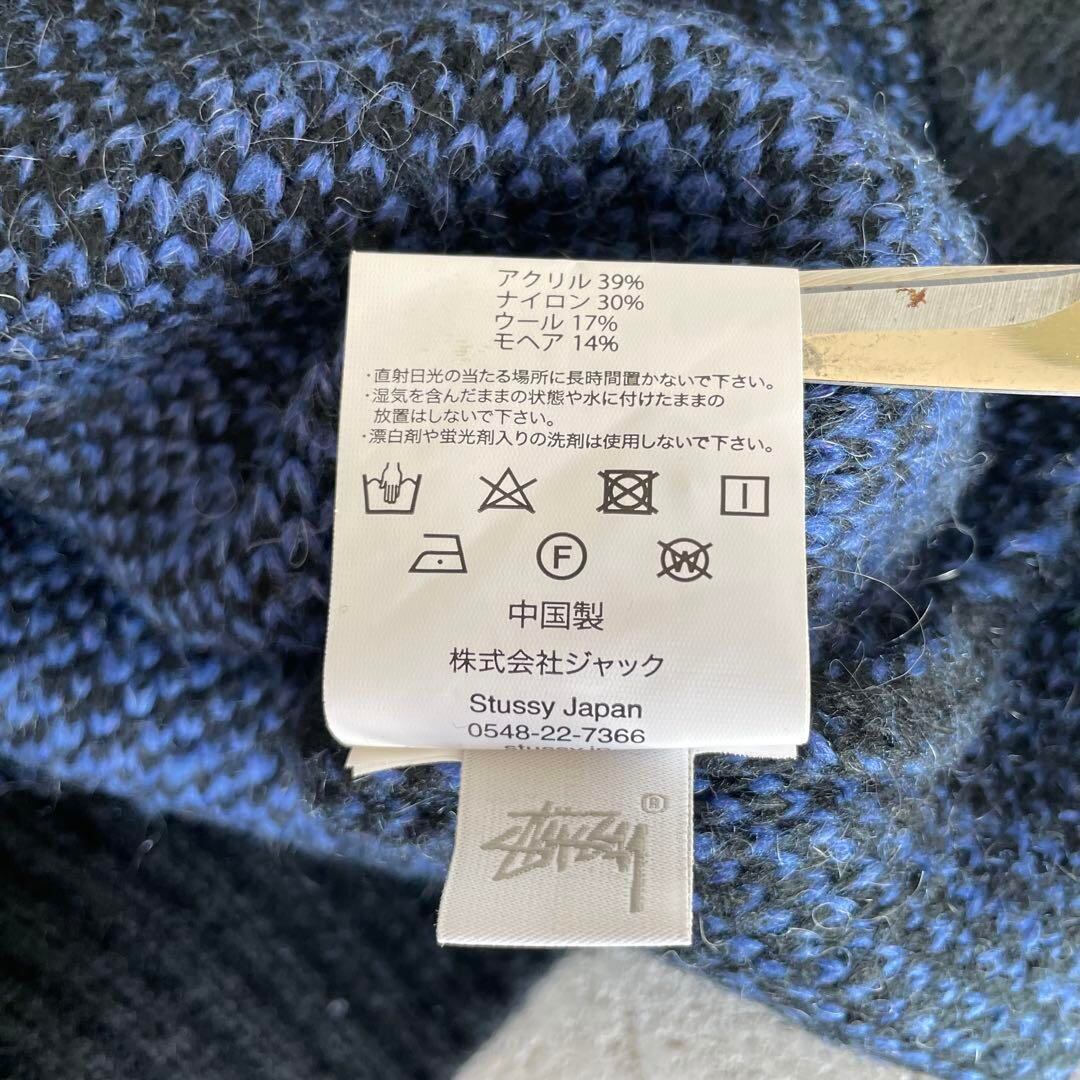 アクリル 39%
ナイロン 30%
ウール 17%
モヘア 14%
・直射日光の当たる場所に長時間置かないで下さい。
・湿気を含んだままの状態や水に付けたままの
放置はしないで下さい。
・漂白剤や蛍光剤入りの洗剤は使用しないで下さい。
F
W
中国製
株式会社ジャック
Stussy Japan
0548-22-7366
Stüssy ®